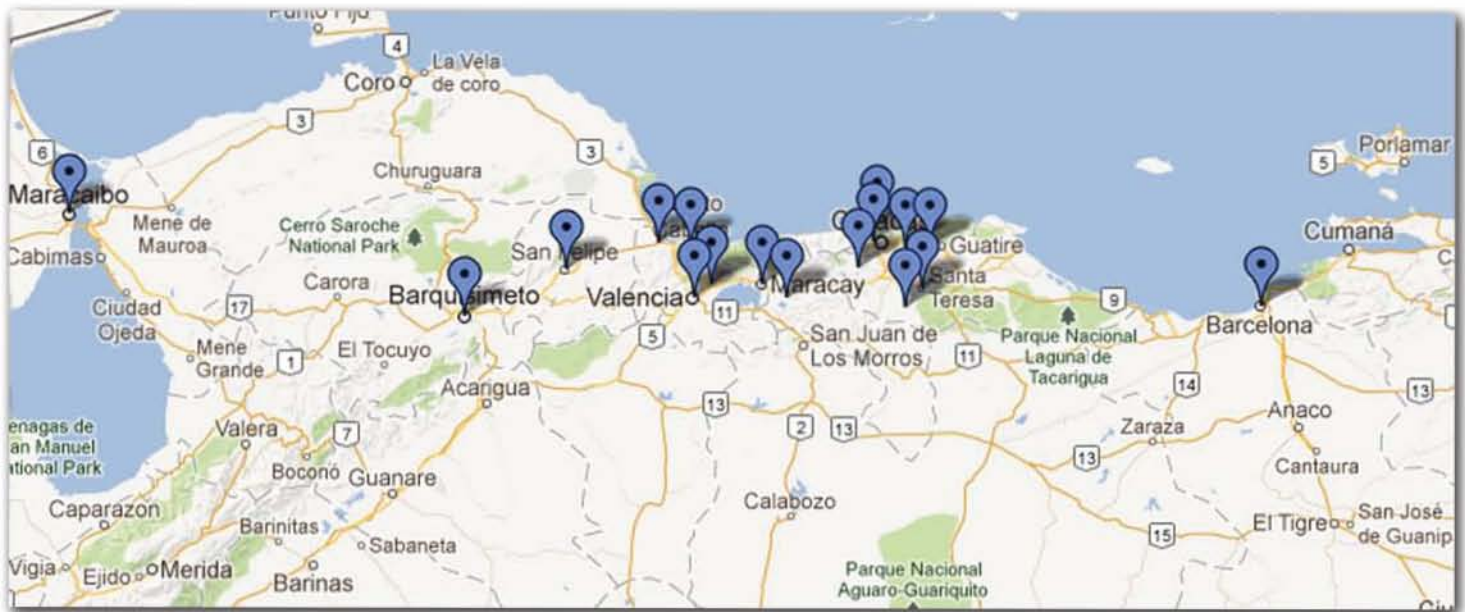 Punto Fijo
4
La Vela
de coro
Coro
3
6
3
5
Porlamar
Churuguara
Maracaibo
Mene de
Mauroa
Cerro Saroche
National Park
San Felipe
Guatire
Cumaná
Cabimas
Carora
Barquisimeto
Valencia
Maracay
Santa
Teresa
9
Ciudad
Ojeda
17
11
Barcelona
5
San Juan de
Los Morros
Parque Nacional
Laguna de
Tacarigua
Mene
Grande
1
El Tocuyo
11
Acarigua
14
13
13
enagas de
an Manuel
ational Park
Valera
7
2
13
Zaraza
Anaco
Boconó
13
Cantaura
Guanare
Caparazon
Calabozo
Barinitas
El Tigre
San José
de Guanip
Sabaneta
15
Vigia
Ejido
Merida
Barinas
Parque Nacional
Aguaro-Guariquito